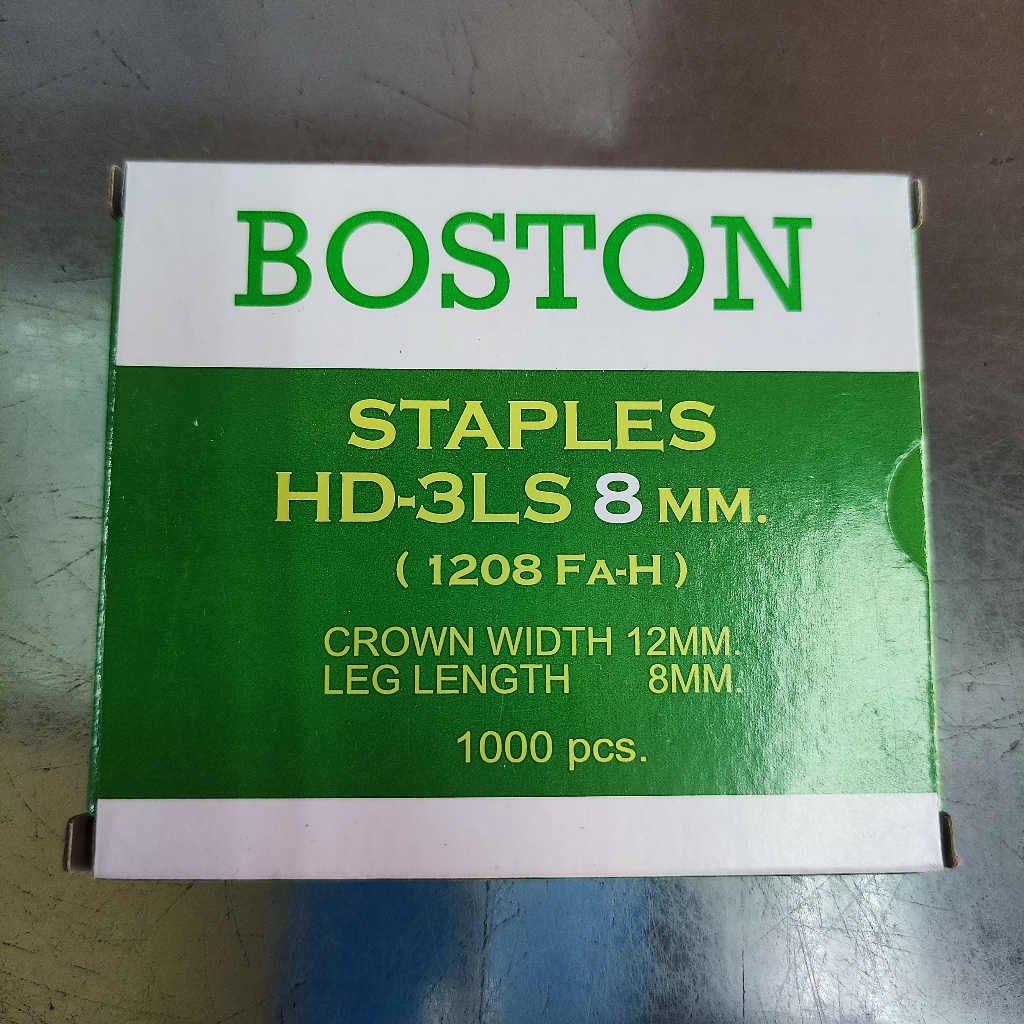 BOSTON
STAPLES
HD-3LS 8 MM.
( 1208 FA-H )
CROWN WIDTH 12MM.
LEG LENGTH 8MM.
1000 pcs.